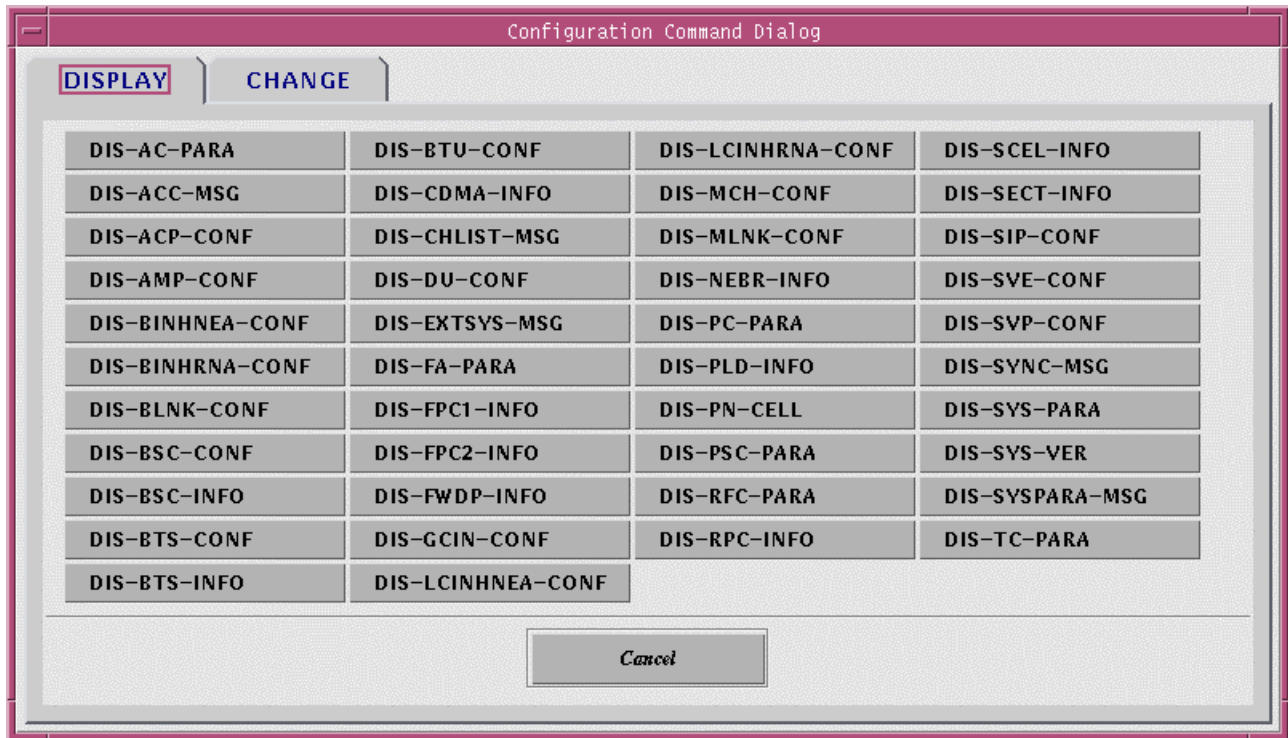 Configuration Command Dialog
DISPLAY CHANGE
DIS-AC-PARA DIS-BTU-CONF DIS-LCINHRNA-CONF DIS-SCEL-INFO
DIS-ACC-MSG DIS-CDMA-INFO DIS-MCH-CONF DIS-SECT-INFO
DIS-ACP-CONF DIS-CHLIST-MSG DIS-MLNK-CONF DIS-SIP-CONF
DIS-AMP-CONF DIS-DU-CONF DIS-NEBR-INFO DIS-SVE-CONF
DIS-BINHNEA-CONF DIS-EXTSYS-MSG DIS-PC-PARA DIS-SVP-CONF
DIS-BINHRNA-CONF DIS-FA-PARA DIS-PLD-INFO DIS-SYNC-MSG
DIS-BLNK-CONF DIS-FPC1-INFO DIS-PN-CELL DIS-SYS-PARA
DIS-BSC-CONF DIS-FPC2-INFO DIS-PSC-PARA DIS-SYS-VER
DIS-BSC-INFO DIS-FWDP-INFO DIS-RFC-PARA DIS-SYSPARA-MSG
DIS-BTS-CONF DIS-GCIN-CONF DIS-RPC-INFO DIS-TC-PARA
DIS-BTS-INFO DIS-LCINHNEA-CONF
Cancel